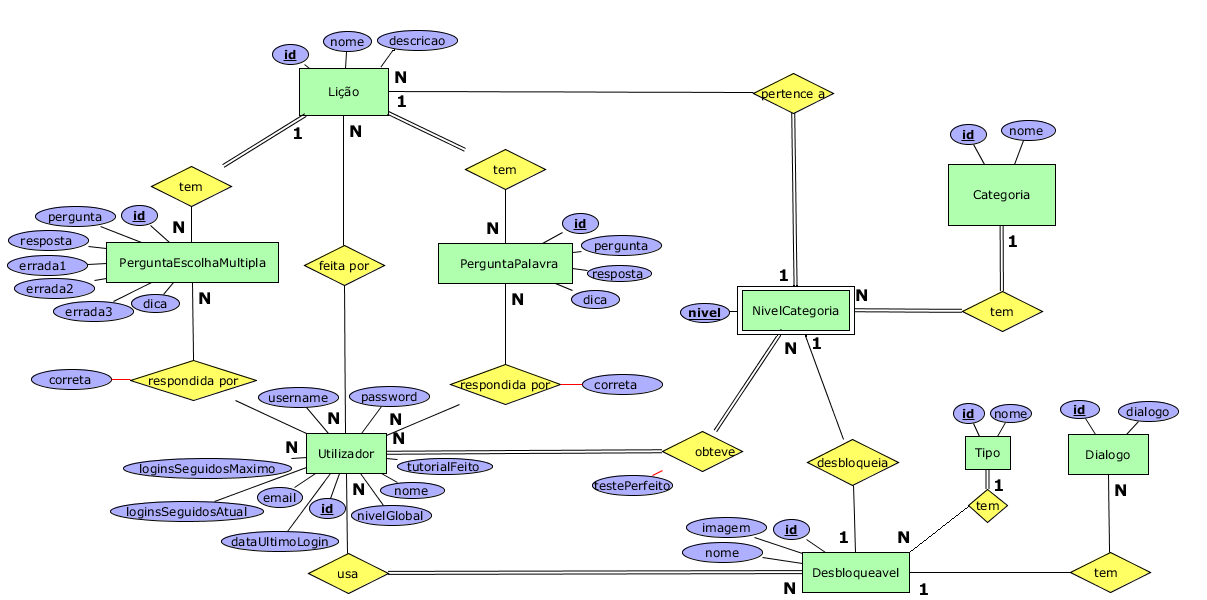 nome
descricao
id
Lição
N
1
pertence a
1
N
id
nome
tem
tem
Categoria
pergunta
id
N
N
id
resposta
pergunta
1
errada1
PerguntaEscolhaMultipla
feita por
PerguntaPalavra
resposta
errada2
errada3
dica
N
N
dica
1
N
nivel
NivelCategoria
tem
N
1
correta
respondida por
respondida por
correta
username
password
N
N
id
nome
id
dialogo
N
N
Utilizador
obteve
Tipo
Dialogo
loginsSeguidosMaximo
tutorialFeito
desbloqueia
testePerfeito
N
nome
1
N
email
id
loginsSeguidosAtual
nivelGlobal
tem
imagem
id
dataUltimoLogin
1
N
nome
usa
Desbloqueavel
tem
N
1